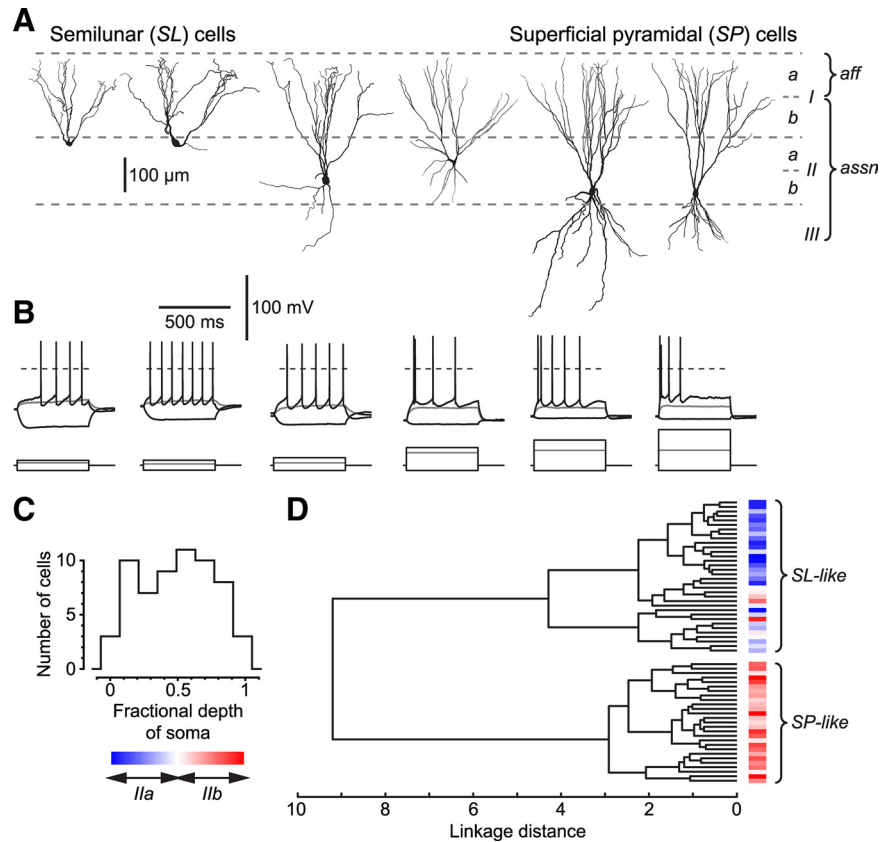 A
Semilunar (SL) cells
Superficial pyramidal (SP) cells
a
aff
I
b
a
II
assn
b
III
100 µm
B
500 ms
100 mV
C
Number of cells
10
5
0
0
0.5
1
Fractional depth
of soma
IIa
IIb
D
SL-like
SP-like
10
8
6
4
2
0
Linkage distance